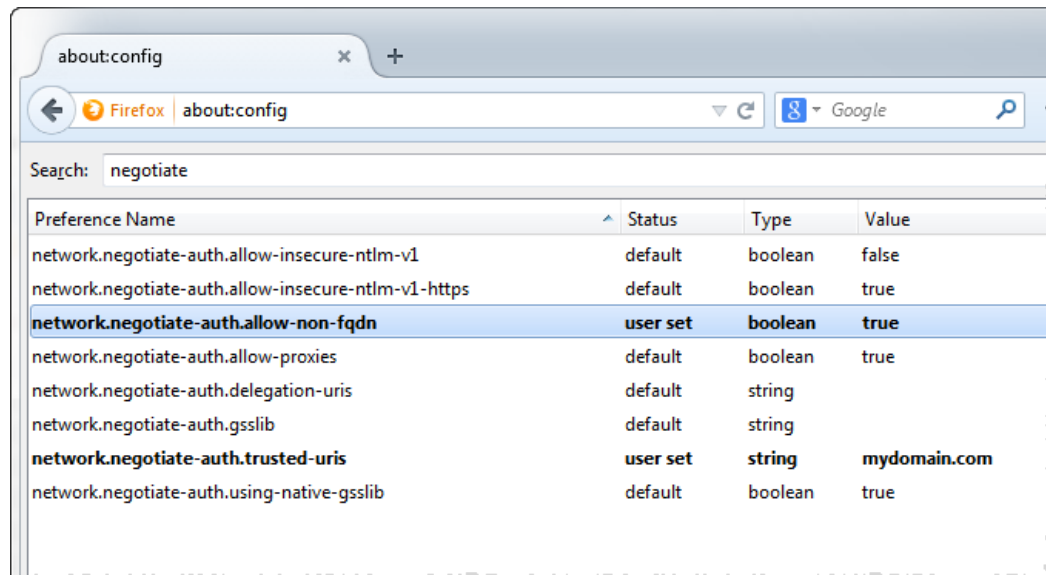 about:config
Firefox about:config Google
Search: negotiate
Preference Name Status Type Value
network.negotiate-auth.allow-insecure-ntlm-v1 default boolean false
network.negotiate-auth.allow-insecure-ntlm-v1-https default boolean true
network.negotiate-auth.allow-non-fqdn user set boolean true
network.negotiate-auth.allow-proxies default boolean true
network.negotiate-auth.delegation-uris default string
network.negotiate-auth.gsslib default string
network.negotiate-auth.trusted-uris user set string mydomain.com
network.negotiate-auth.using-native-gsslib default boolean true